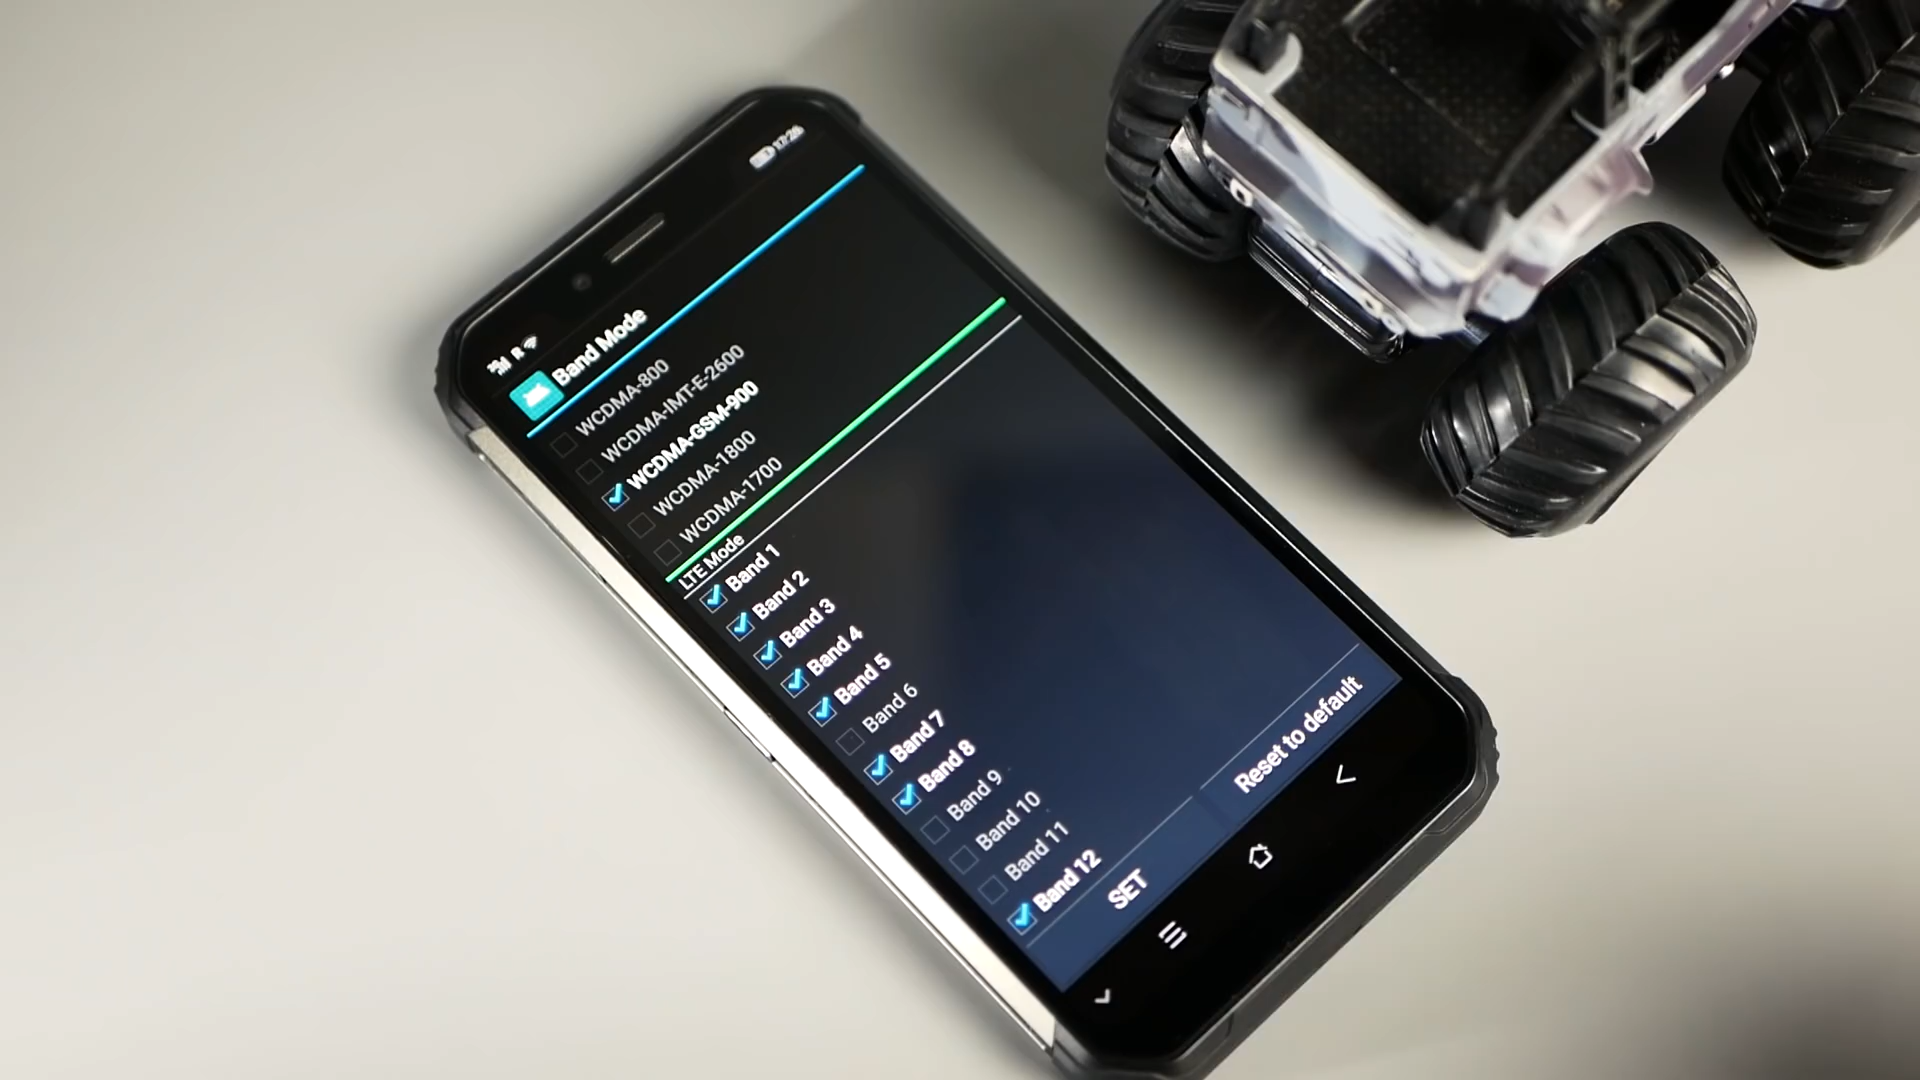 17:26
R
Band Mode
WCDMA-800
WCDMA-IMT-E-2600
WCDMA-GSM-900
WCDMA-1800
WCDMA-1700
LTE Mode
Band 1
Band 2
Band 3
Band 4
Band 5
Band 6
Band 7
Band 8
Band 9
Band 10
Band 11
Band 12
SET
Reset to default